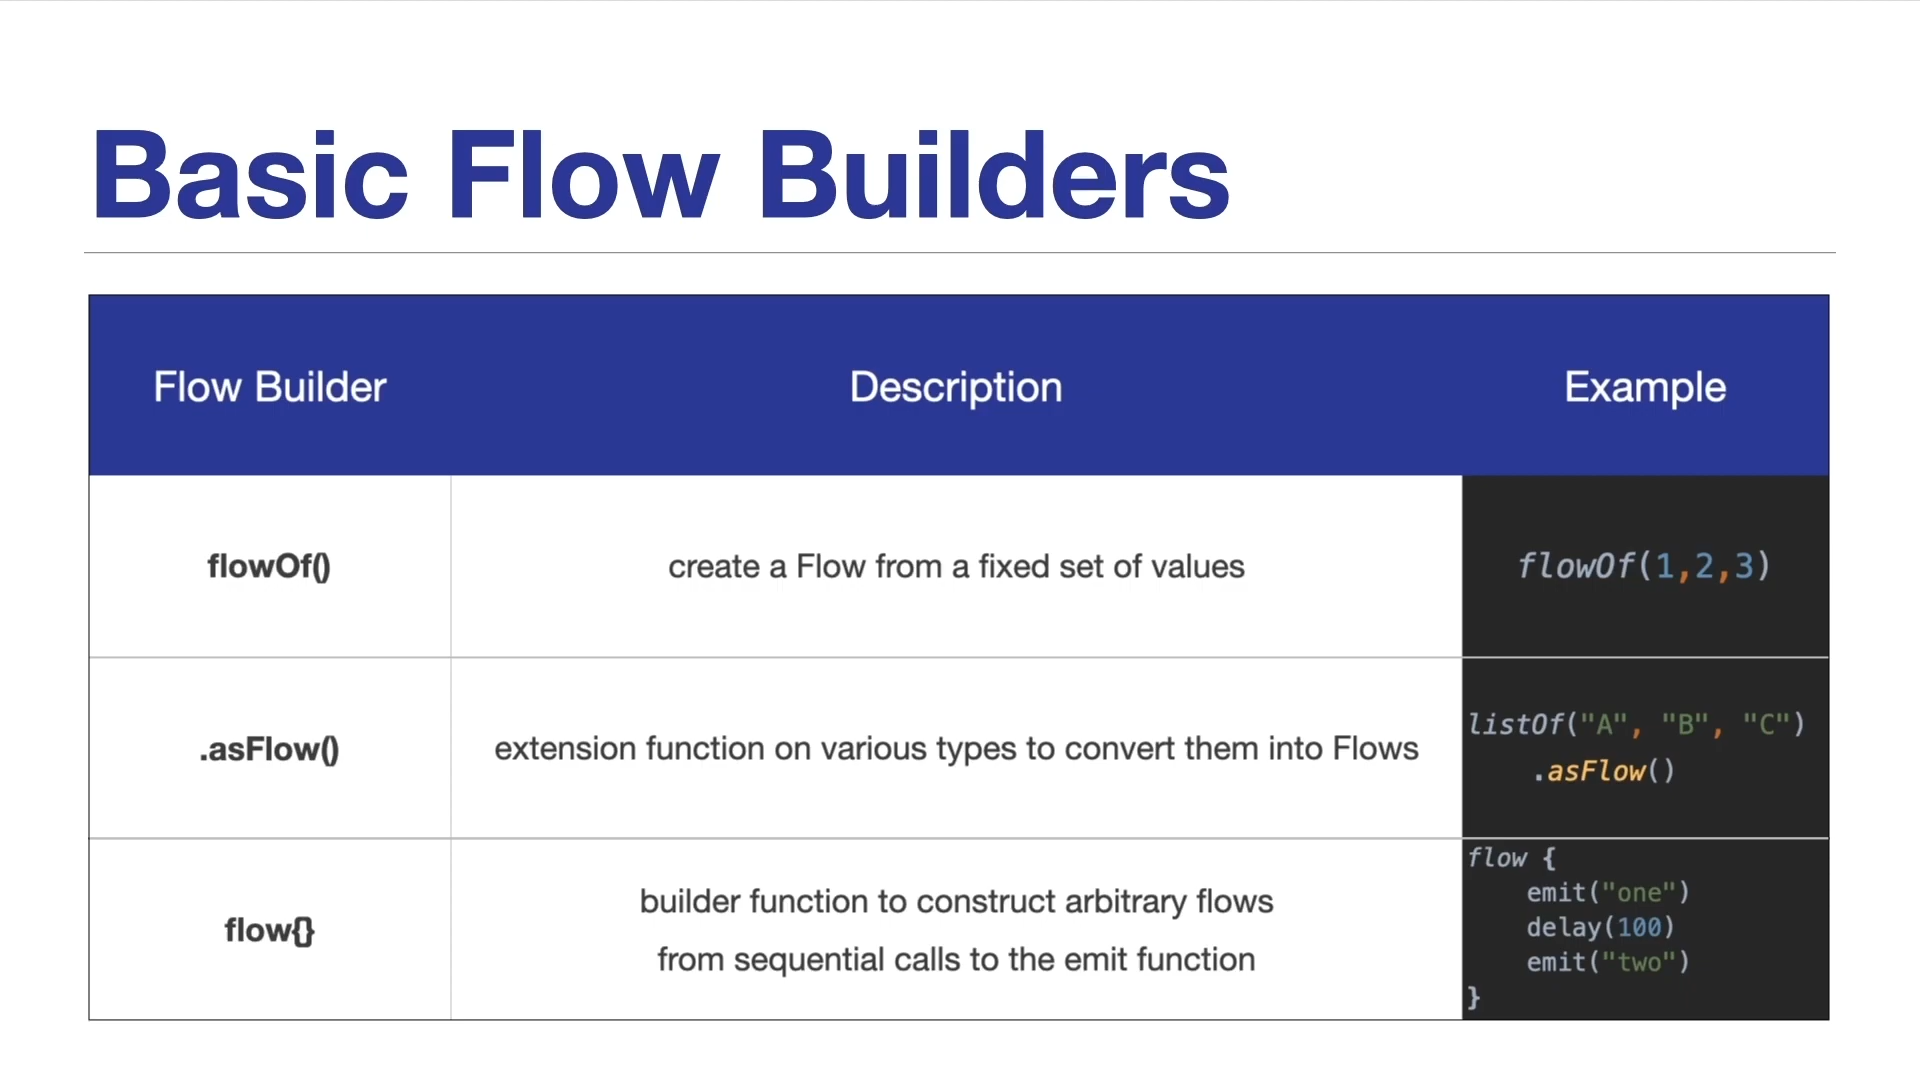 Basic Flow Builders
Flow Builder Description Example
flowOf() create a Flow from a fixed set of values flowOf(1,2,3)
.asFlow() extension function on various types to convert them into Flows listOf("A", "B", "C")
.asFlow()
flow{} builder function to construct arbitrary flows
from sequential calls to the emit function
flow {
emit("one")
delay(100)
emit("two")
}